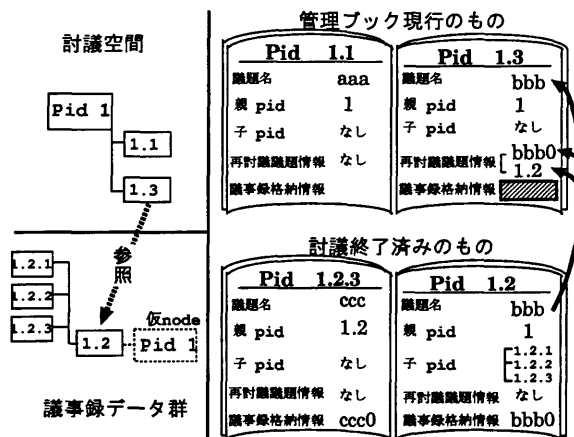 討議空間
Pid 1
1.1
1.3
参照
1.2.1
1.2.2
1.2.3
1.2
仮node
Pid 1
議事録データ群
管理ブック現行のもの
Pid 1.1
議題名 aaa
親 pid 1
子 pid なし
再討議議題情報 なし
議事録格納情報
Pid 1.3
議題名 bbb
親 pid 1
子 pid なし
再討議議題情報 bbb0
1.2
議事録格納情報
討議終了済みのもの
Pid 1.2.3
議題名 ccc
親 pid 1.2
子 pid なし
再討議議題情報 なし
議事録格納情報 ccc0
Pid 1.2
議題名 bbb
親 pid 1
子 pid 1.2.1
1.2.2
1.2.3
再討議議題情報 なし
議事録格納情報 bbb0